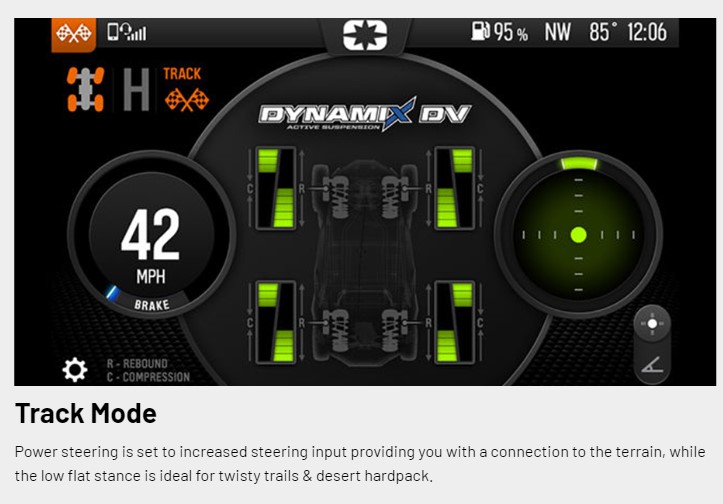 95 % NW 85° 12:06
H TRACK
DYNAMIX DV
ACTIVE SUSPENSION
C R R C
42
MPH
BRAKE
C R R C
R - REBOUND
C - COMPRESSION
Track Mode
Power steering is set to increased steering input providing you with a connection to the terrain, while
the low flat stance is ideal for twisty trails & desert hardpack.